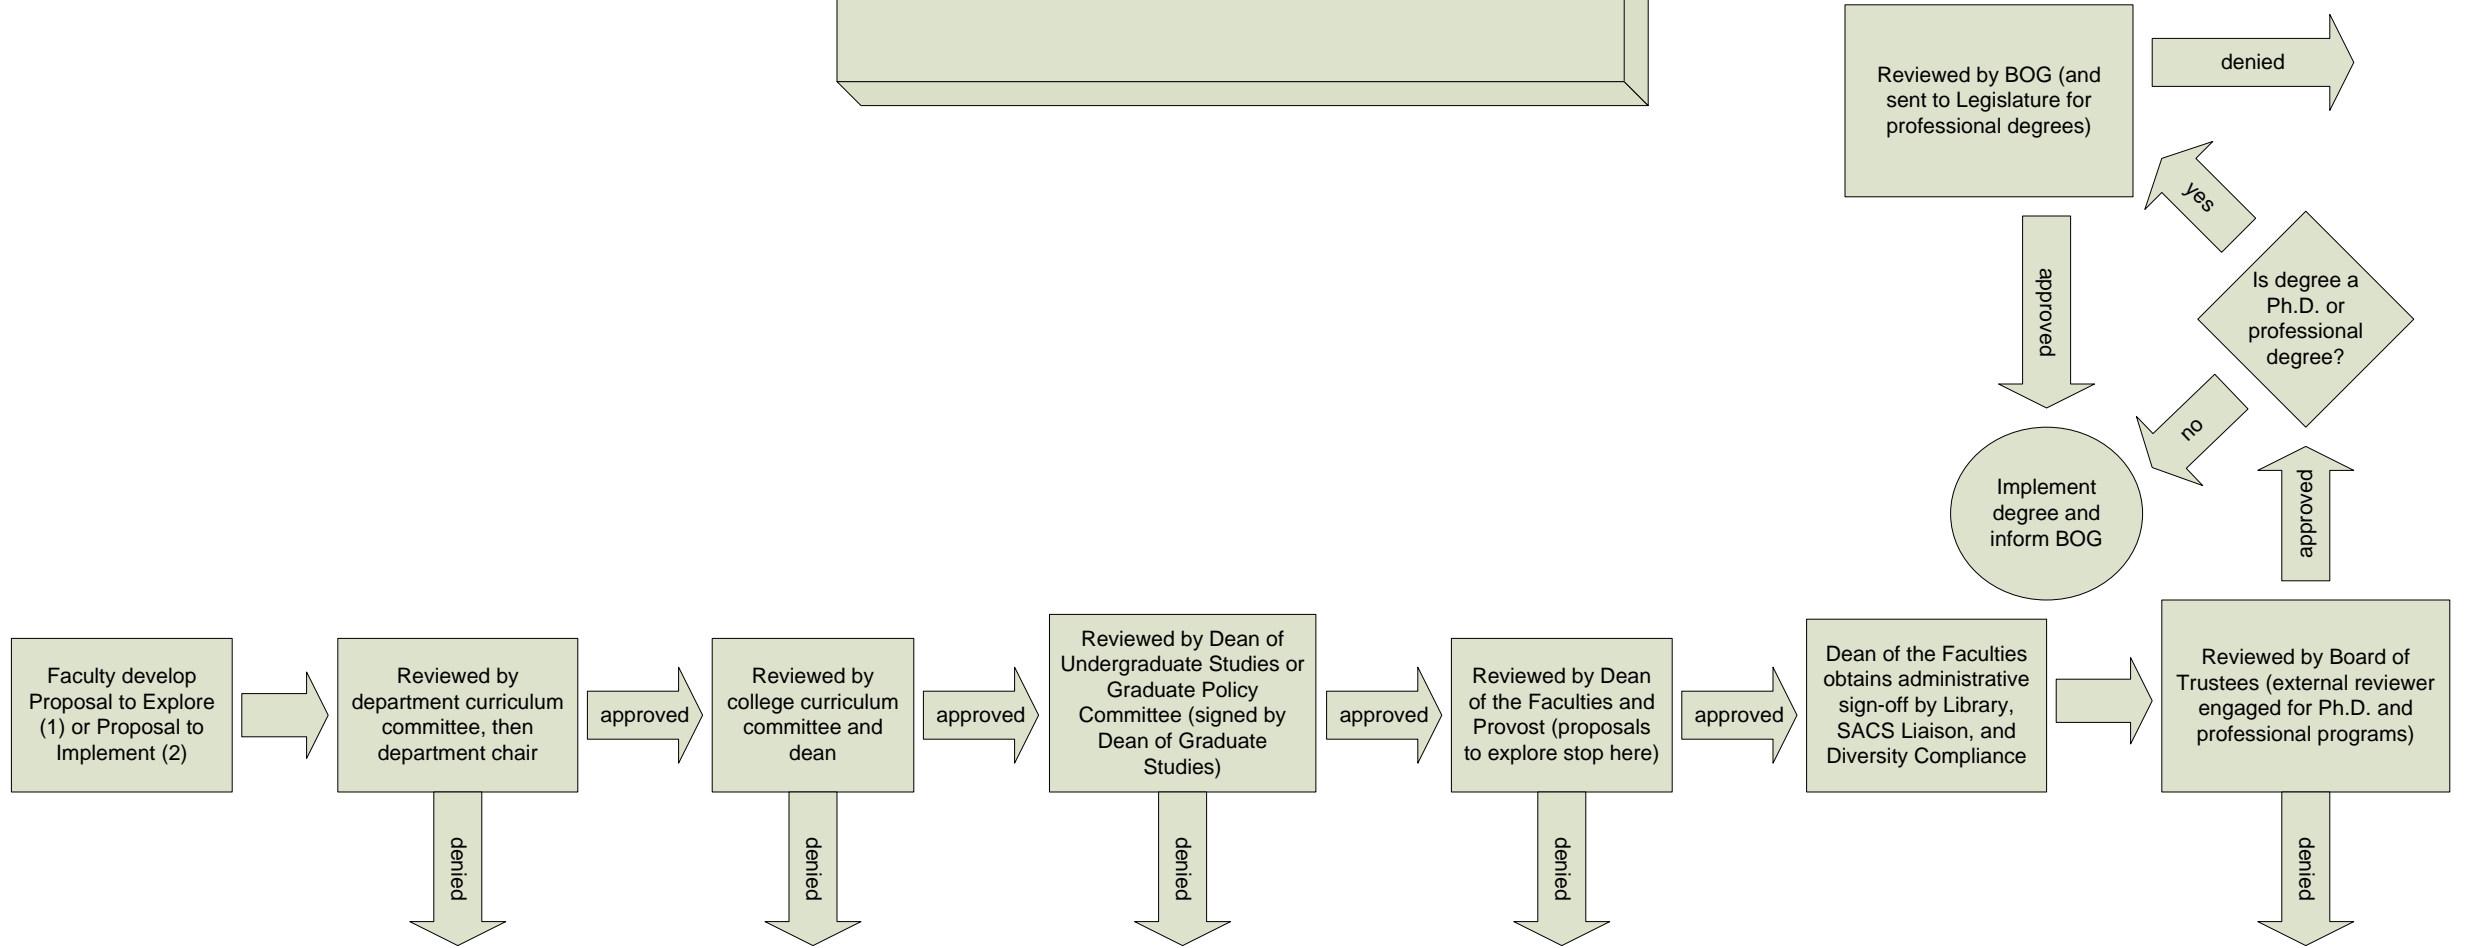 Reviewed by BOG (and
sent to Legislature for
professional degrees)
denied
yes
approved
Is degree a
Ph.D. or
professional
degree?
no
Implement
degree and
inform BOG
approved
Faculty develop
Proposal to Explore
(1) or Proposal to
Implement (2)
Reviewed by
department curriculum
committee, then
department chair
approved
Reviewed by
college curriculum
committee and
dean
approved
Reviewed by Dean of
Undergraduate Studies or
Graduate Policy
Committee (signed by
Dean of Graduate
Studies)
approved
Reviewed by Dean
of the Faculties and
Provost (proposals
to explore stop here)
approved
Dean of the Faculties
obtains administrative
sign-off by Library,
SACS Liaison, and
Diversity Compliance
Reviewed by Board of
Trustees (external reviewer
engaged for Ph.D. and
professional programs)
denied
denied
denied
denied
denied